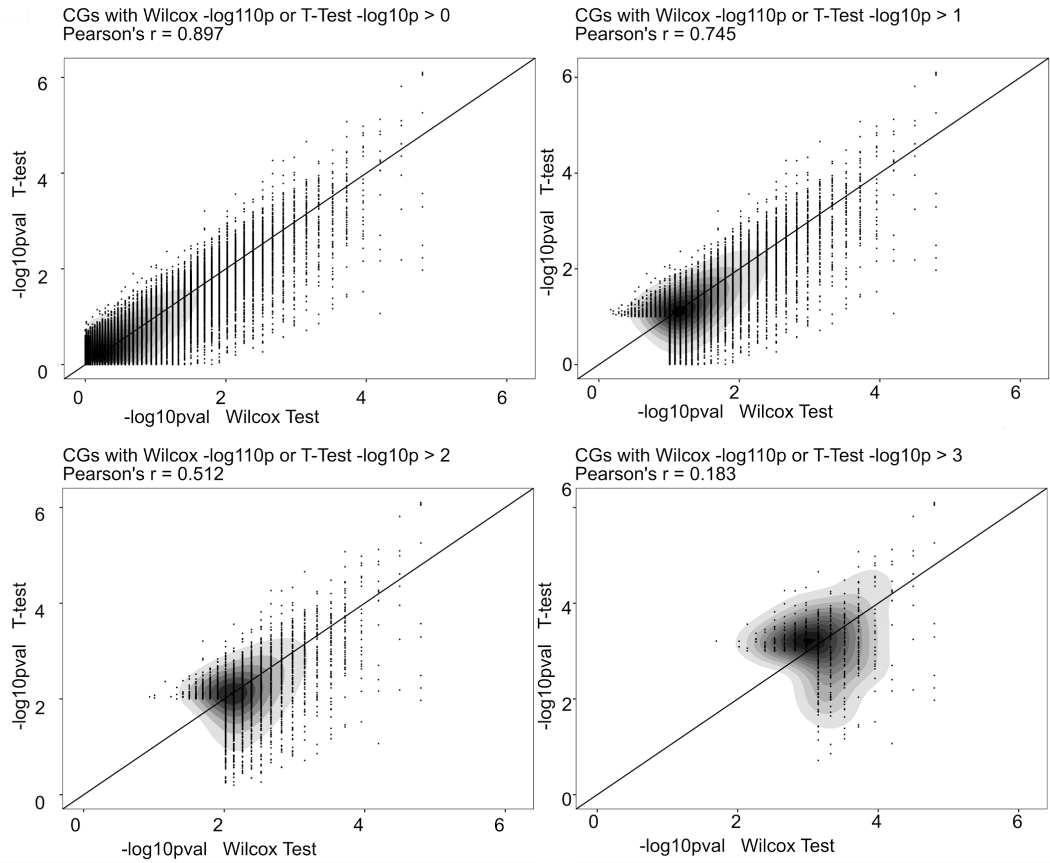 CGs with Wilcox -log110p or T-Test -log10p > 0
Pearson's r = 0.897
6
4
2
0
-log10pval   T-test
0
2
4
6
-log10pval   Wilcox Test
CGs with Wilcox -log110p or T-Test -log10p > 1
Pearson's r = 0.745
6
4
2
0
-log10pval   T-test
0
2
4
6
-log10pval   Wilcox Test
CGs with Wilcox -log110p or T-Test -log10p > 2
Pearson's r = 0.512
6
4
2
0
-log10pval   T-test
0
2
4
6
-log10pval   Wilcox Test
CGs with Wilcox -log110p or T-Test -log10p > 3
Pearson's r = 0.183
6
4
2
0
-log10pval   T-test
0
2
4
6
-log10pval   Wilcox Test